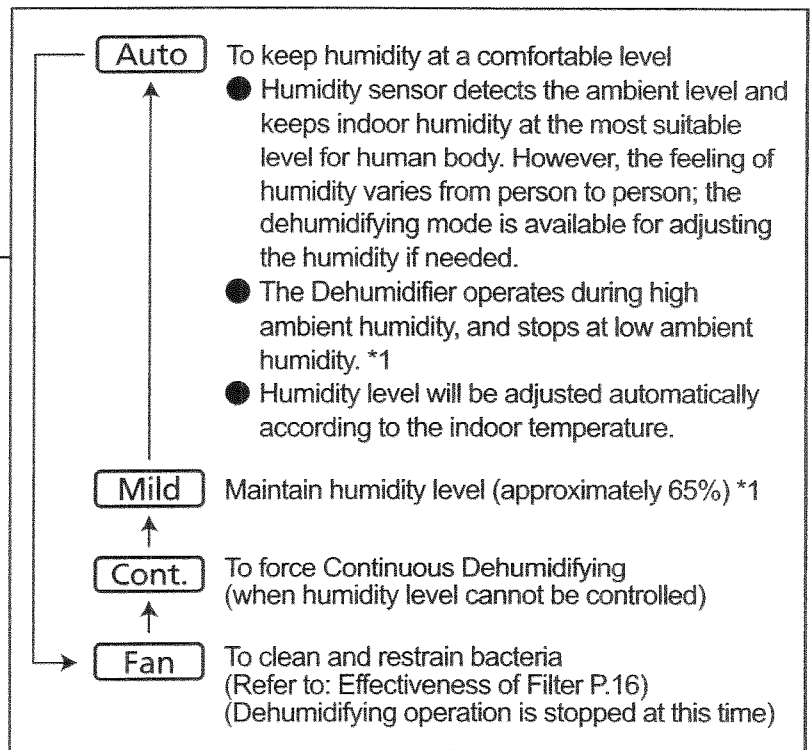 Auto To keep humidity at a comfortable level
● Humidity sensor detects the ambient level and
keeps indoor humidity at the most suitable
level for human body. However, the feeling of
humidity varies from person to person; the
dehumidifying mode is available for adjusting
the humidity if needed.
● The Dehumidifier operates during high
ambient humidity, and stops at low ambient
humidity. *1
● Humidity level will be adjusted automatically
according to the indoor temperature.
Mild Maintain humidity level (approximately 65%) *1
Cont. To force Continuous Dehumidifying
(when humidity level cannot be controlled)
Fan To clean and restrain bacteria
(Refer to: Effectiveness of Filter P.16)
(Dehumidifying operation is stopped at this time)